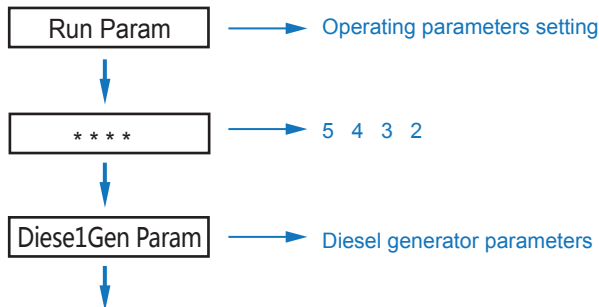 Run Param
Operating parameters setting
* * * *
5 4 3 2
Diese1Gen Param
Diesel generator parameters